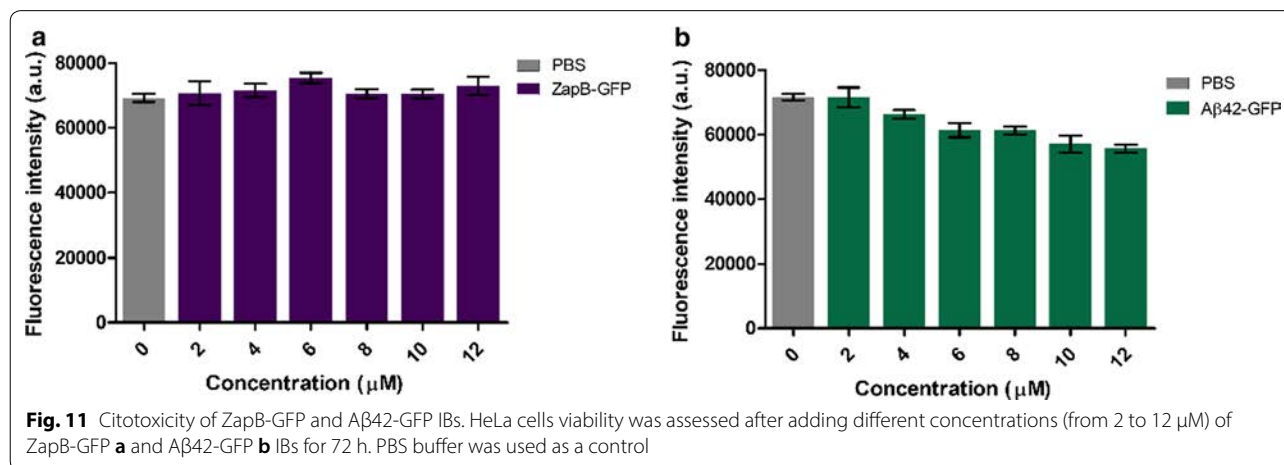 a
Fluorescence intensity (a.u.)
80000
60000
40000
20000
0
0 2 4 6 8 10 12
Concentration (µM)
PBS
ZapB-GFP
b
Fluorescence intensity (a.u.)
80000
60000
40000
20000
0
0 2 4 6 8 10 12
Concentration (µM)
PBS
Aβ42-GFP
Fig. 11 Citotoxicity of ZapB-GFP and Aβ42-GFP IBs. HeLa cells viability was assessed after adding different concentrations (from 2 to 12 µM) of
ZapB-GFP a and Aβ42-GFP b IBs for 72 h. PBS buffer was used as a control